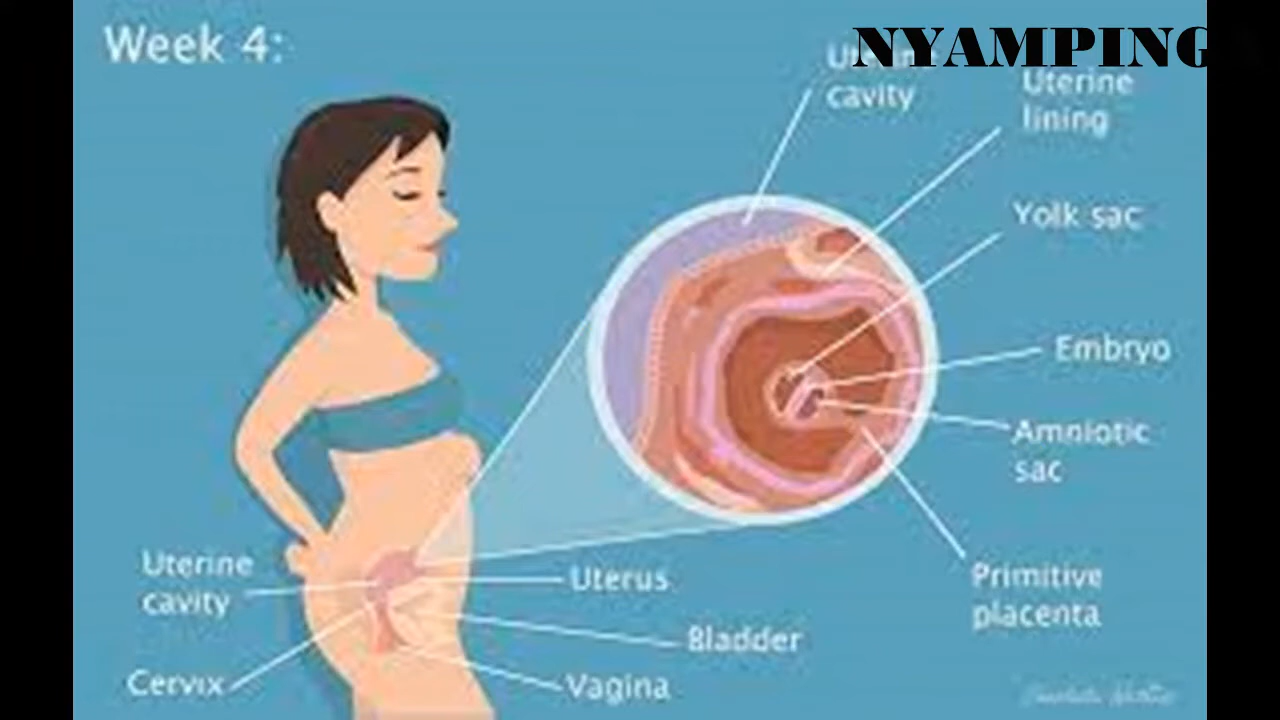 Week 4:
NYAMPING
Uterine
cavity
Uterine
lining
Yolk sac
Embryo
Amniotic
sac
Primitive
placenta
Uterine
cavity
Uterus
Bladder
Cervix
Vagina